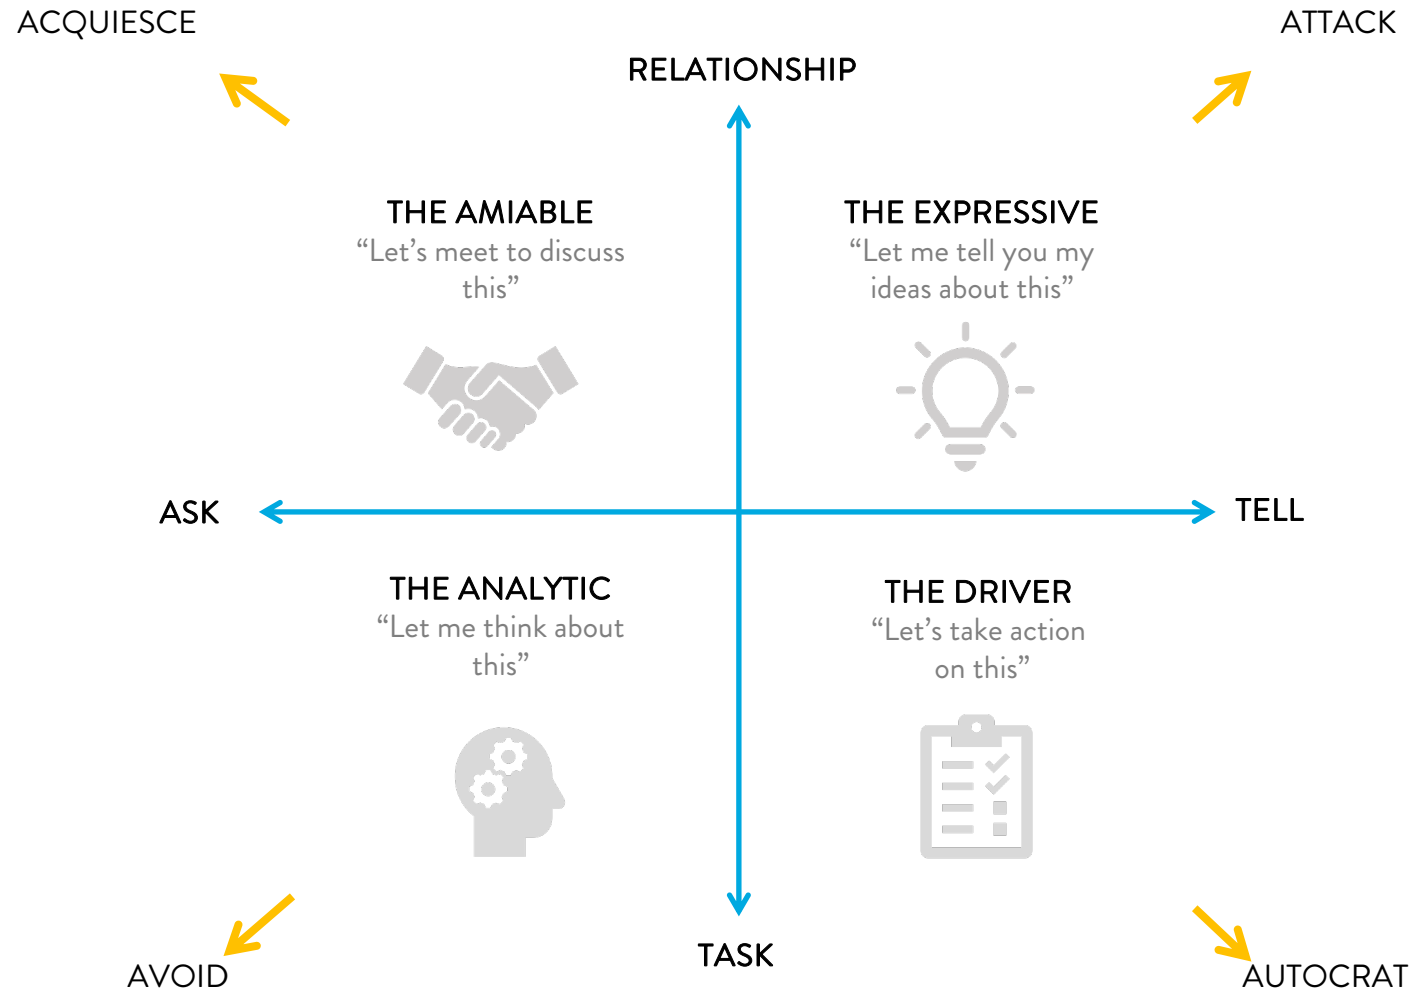 ACQUIESCE
ATTACK
RELATIONSHIP
THE AMIABLE
“Let’s meet to discuss
this”
THE EXPRESSIVE
“Let me tell you my
ideas about this”
ASK
TELL
THE ANALYTIC
“Let me think about
this”
THE DRIVER
“Let’s take action
on this”
TASK
AVOID
AUTOCRAT